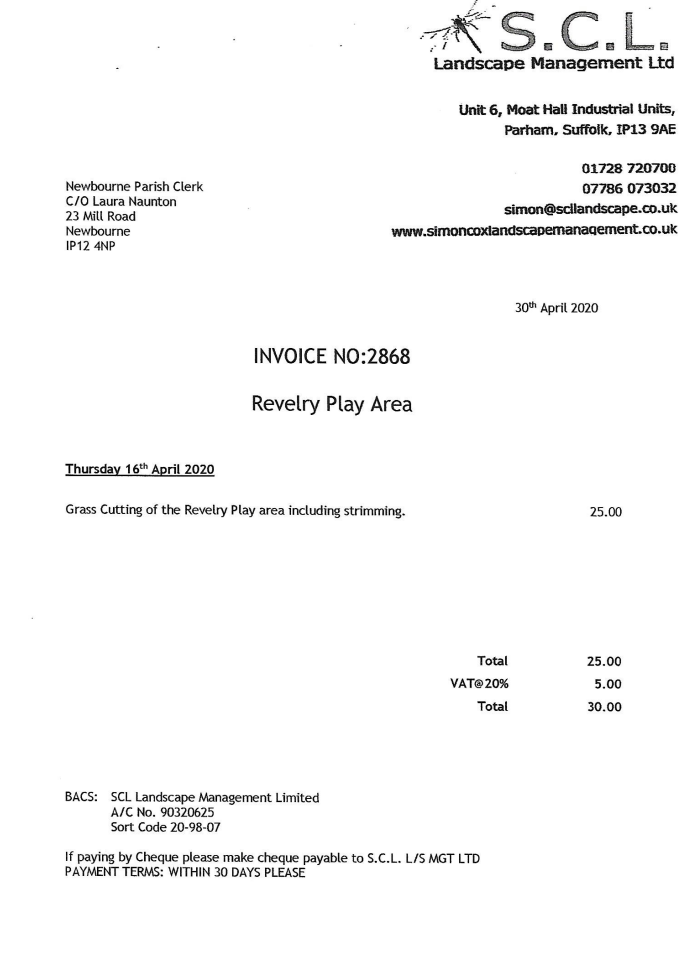 S.C.L.
Landscape Management Ltd
Unit 6, Moat Hall Industrial Units,
Parham, Suffolk, IP13 9AE
01728 720700
07786 073032
simon@scllandscape.co.uk
www.simoncoxlandscapemanagement.co.uk
Newbourne Parish Clerk
C/O Laura Naunton
23 Mill Road
Newbourne
IP12 4NP
30th April 2020
INVOICE NO:2868
Revelry Play Area
Thursday 16th April 2020
Grass Cutting of the Revelry Play area including strimming. 25.00
Total 25.00
VAT@20% 5.00
Total 30.00
BACS: SCL Landscape Management Limited
A/C No. 90320625
Sort Code 20-98-07
If paying by Cheque please make cheque payable to S.C.L. L/S MGT LTD
PAYMENT TERMS: WITHIN 30 DAYS PLEASE